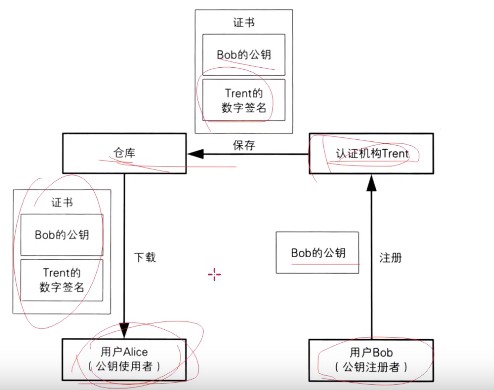 证书
Bob的公钥
Trent的
数字签名
仓库
保存
认证机构Trent
证书
Bob的公钥
Trent的
数字签名
下载
Bob的公钥
注册
用户Alice
（公钥使用者）
用户Bob
（公钥注册者）